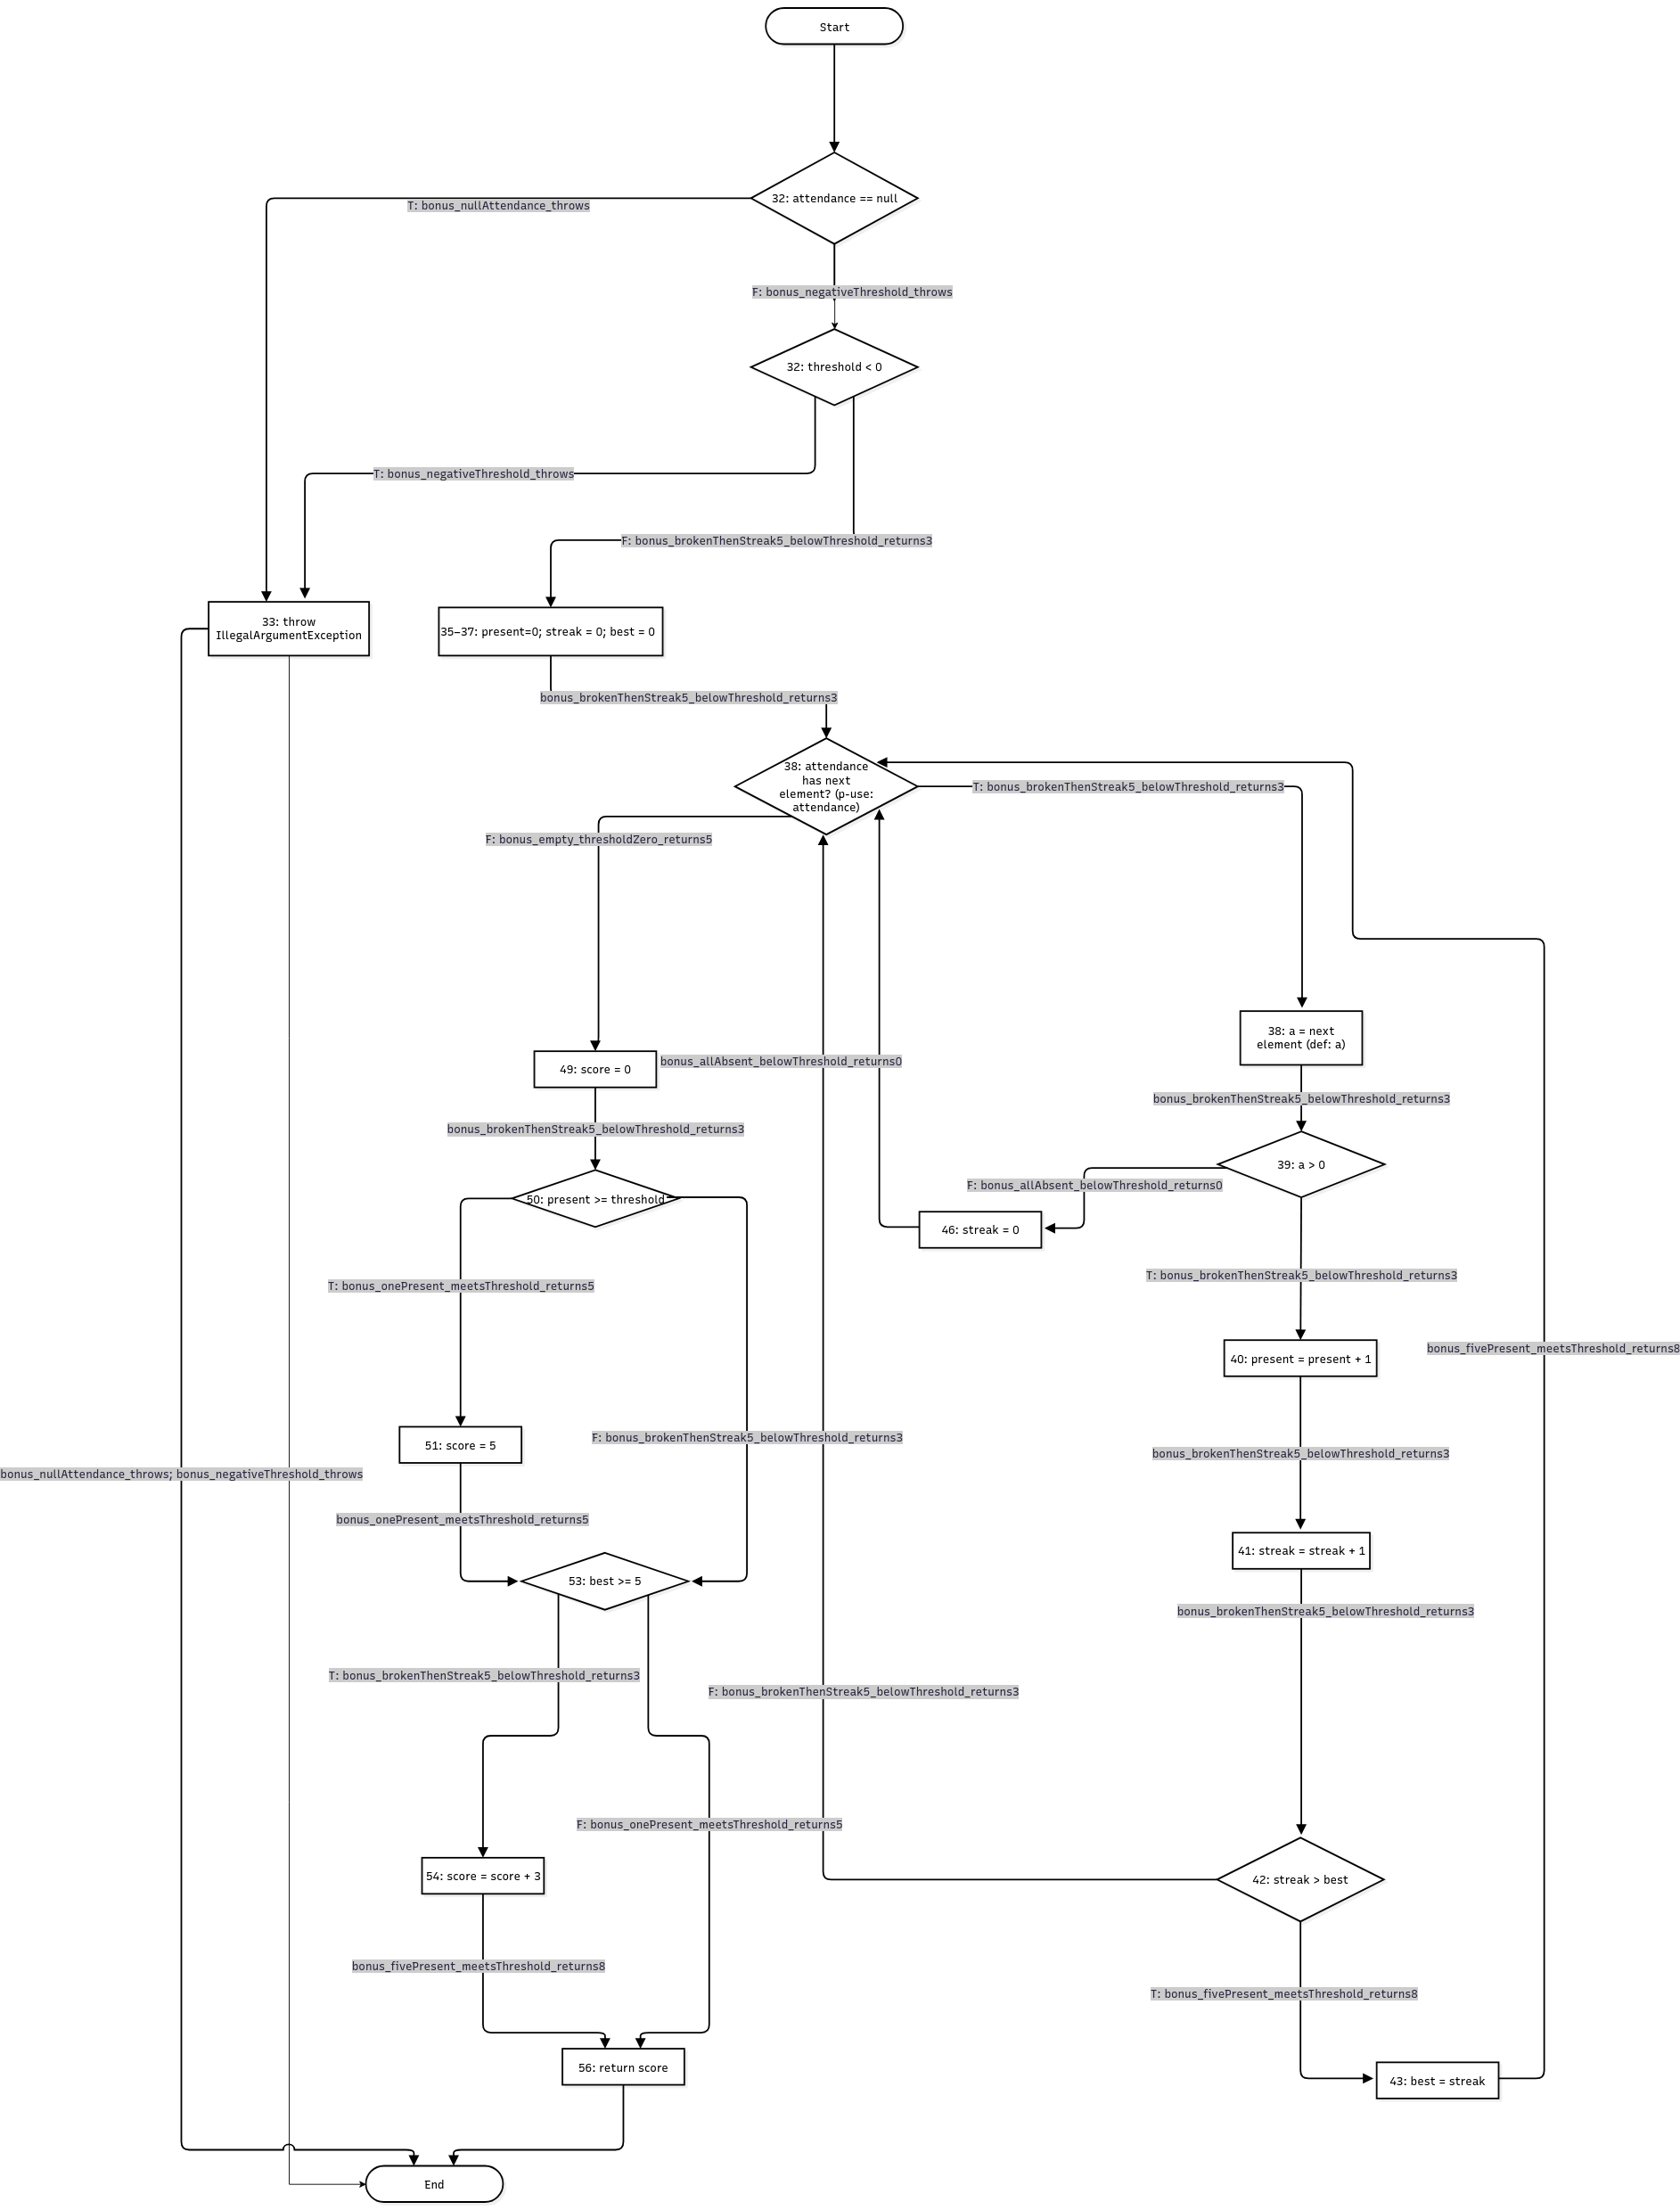 Start
32: attendance == null
T: bonus_nullAttendance_throws
F: bonus_negativeThreshold_throws
32: threshold < 0
T: bonus_negativeThreshold_throws
F: bonus_brokenThenStreak5_belowThreshold_returns3
33: throw
IllegalArgumentException
35–37: present=0; streak = 0; best = 0
bonus_brokenThenStreak5_belowThreshold_returns3
38: attendance
has next
element? (p-use:
attendance)
T: bonus_brokenThenStreak5_belowThreshold_returns3
F: bonus_empty_thresholdZero_returns5
38: a = next
element (def: a)
49: score = 0
bonus_allAbsent_belowThreshold_returns0
bonus_brokenThenStreak5_belowThreshold_returns3
bonus_brokenThenStreak5_belowThreshold_returns3
39: a > 0
F: bonus_allAbsent_belowThreshold_returns0
50: present >= threshold
46: streak = 0
T: bonus_brokenThenStreak5_belowThreshold_returns3
T: bonus_onePresent_meetsThreshold_returns5
bonus_fivePresent_meetsThreshold_returns8
40: present = present + 1
F: bonus_brokenThenStreak5_belowThreshold_returns3
51: score = 5
bonus_brokenThenStreak5_belowThreshold_returns3
bonus_nullAttendance_throws; bonus_negativeThreshold_throws
bonus_onePresent_meetsThreshold_returns5
41: streak = streak + 1
53: best >= 5
bonus_brokenThenStreak5_belowThreshold_returns3
T: bonus_brokenThenStreak5_belowThreshold_returns3
F: bonus_brokenThenStreak5_belowThreshold_returns3
F: bonus_onePresent_meetsThreshold_returns5
54: score = score + 3
42: streak > best
bonus_fivePresent_meetsThreshold_returns8
T: bonus_fivePresent_meetsThreshold_returns8
56: return score
43: best = streak
End